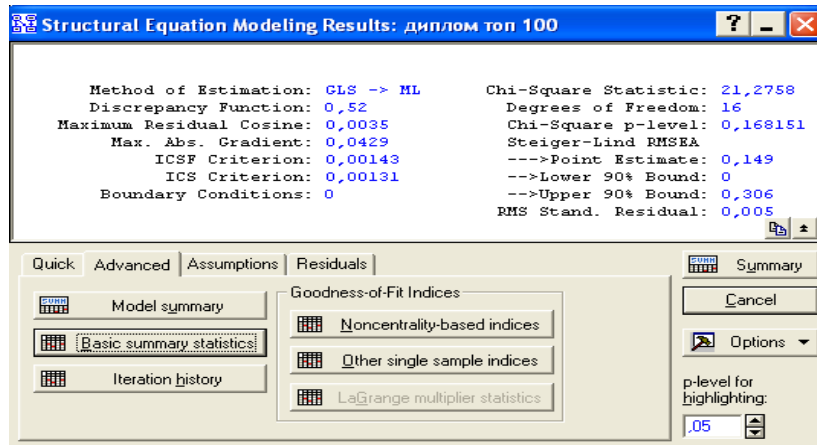 Structural Equation Modeling Results: диплом топ 100
Method of Estimation: GLS -> ML
Discrepancy Function: 0,52
Maximum Residual Cosine: 0,0035
Max. Abs. Gradient: 0,0429
ICSF Criterion: 0,00143
ICS Criterion: 0,00131
Boundary Conditions: 0
Chi-Square Statistic: 21,2758
Degrees of Freedom: 16
Chi-Square p-level: 0,168151
Steiger-Lind RMSEA
--->Point Estimate: 0,149
-->Lower 90% Bound: 0
-->Upper 90% Bound: 0,306
RMS Stand. Residual: 0,005
Quick Advanced Assumptions Residuals
Model summary
Basic summary statistics
Iteration history
Goodness-of-Fit Indices
Noncentrality-based indices
Other single sample indices
LaGrange multiplier statistics
SUMM Summary
Cancel
Options
p-level for
highlighting:
,05